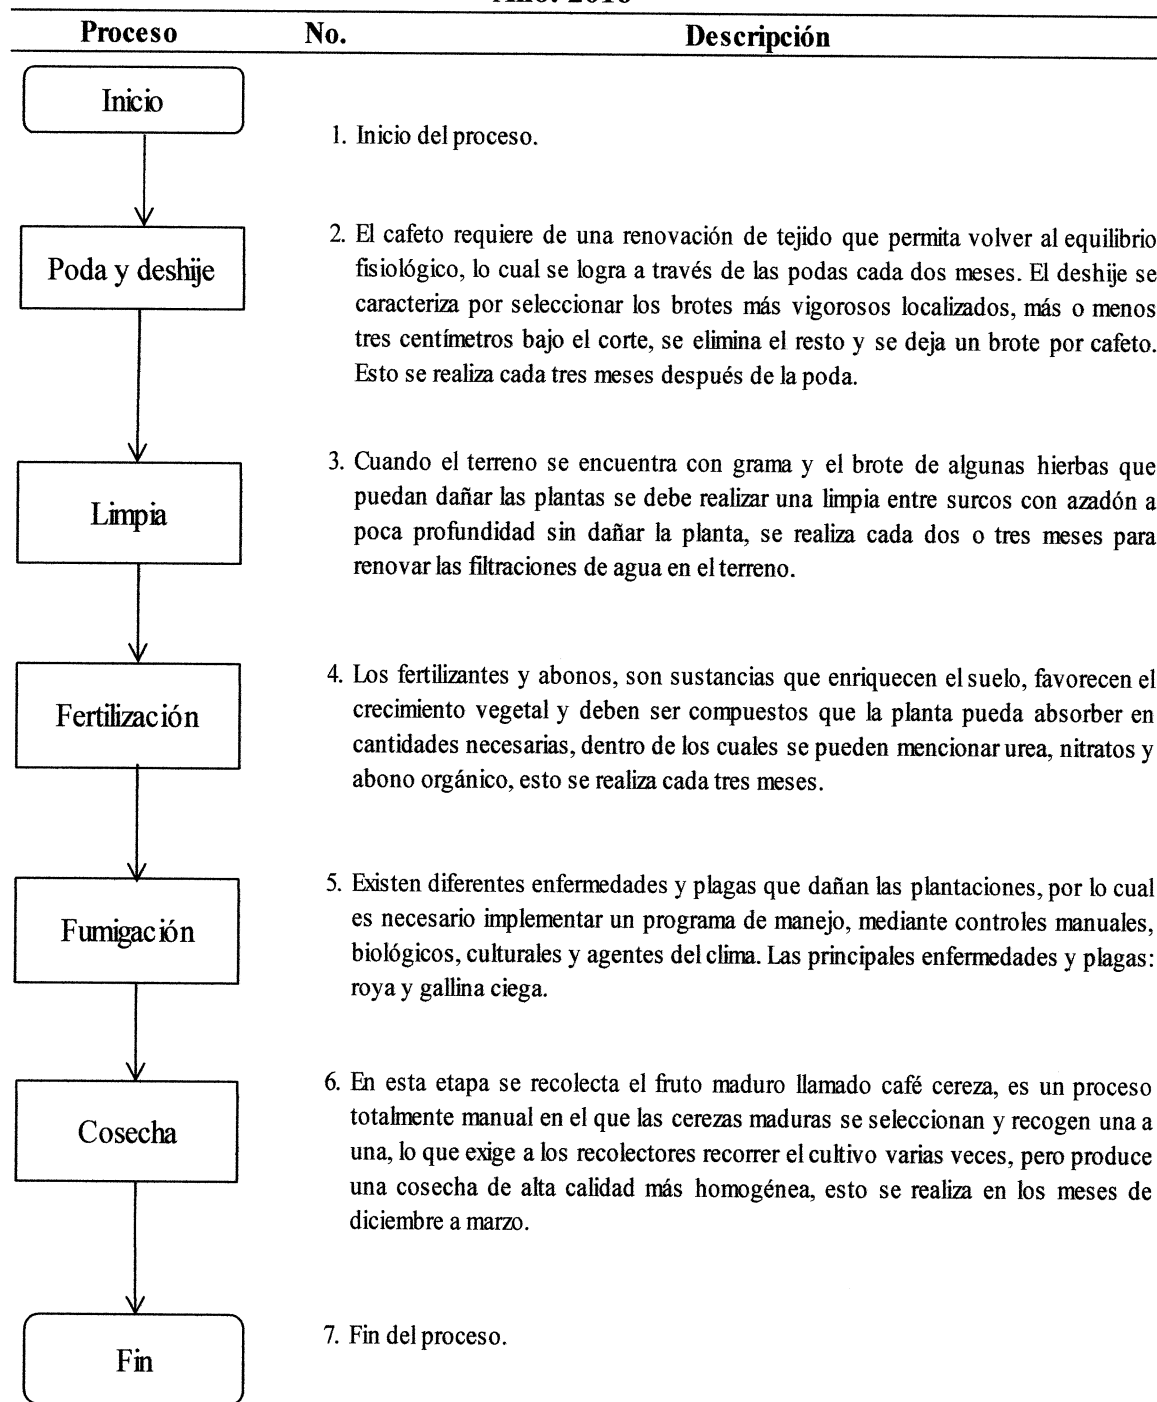 Año:
Proceso No. Descripción
Inicio
1. Inicio del proceso.
Poda y deshije
2. El cafeto requiere de una renovación de tejido que permita volver al equilibrio
fisiológico, lo cual se logra a través de las podas cada dos meses. El deshije se
caracteriza por seleccionar los brotes más vigorosos localizados, más o menos
tres centímetros bajo el corte, se elimina el resto y se deja un brote por cafeto.
Esto se realiza cada tres meses después de la poda.
Limpia
3. Cuando el terreno se encuentra con grama y el brote de algunas hierbas que
puedan dañar las plantas se debe realizar una limpia entre surcos con azadón a
poca profundidad sin dañar la planta, se realiza cada dos o tres meses para
renovar las filtraciones de agua en el terreno.
Fertilización
4. Los fertilizantes y abonos, son sustancias que enriquecen el suelo, favorecen el
crecimiento vegetal y deben ser compuestos que la planta pueda absorber en
cantidades necesarias, dentro de los cuales se pueden mencionar urea, nitratos y
abono orgánico, esto se realiza cada tres meses.
Fumigación
5. Existen diferentes enfermedades y plagas que dañan las plantaciones, por lo cual
es necesario implementar un programa de manejo, mediante controles manuales,
biológicos, culturales y agentes del clima. Las principales enfermedades y plagas:
roya y gallina ciega.
Cosecha
6. En esta etapa se recolecta el fruto maduro llamado café cereza, es un proceso
totalmente manual en el que las cerezas maduras se seleccionan y recogen una a
una, lo que exige a los recolectores recorrer el cultivo varias veces, pero produce
una cosecha de alta calidad más homogénea, esto se realiza en los meses de
diciembre a marzo.
Fin
7. Fin del proceso.